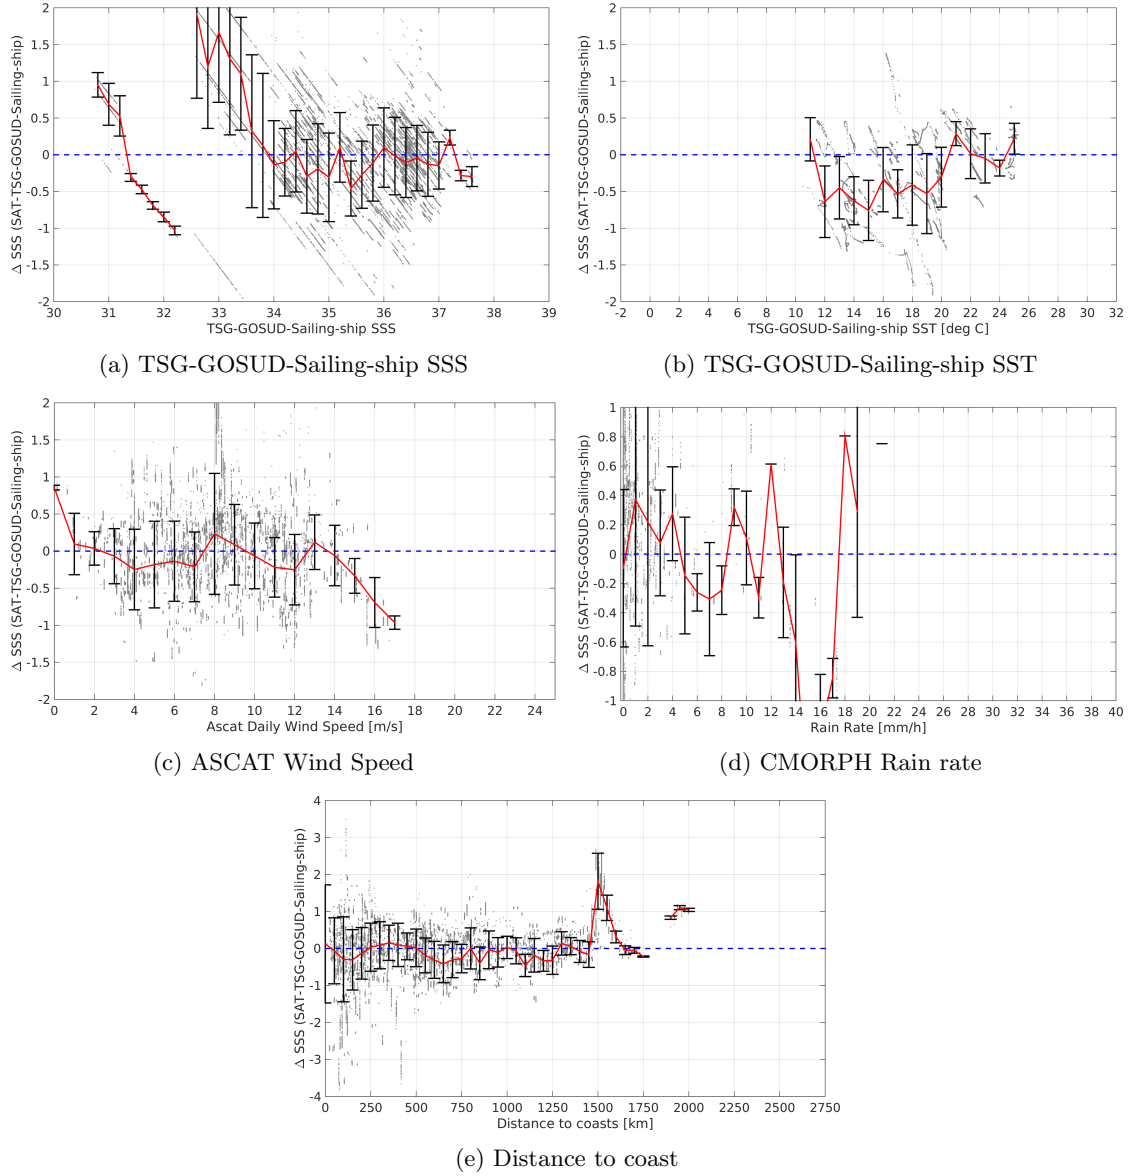 2
1.5
1
0.5
0
-0.5
-1
-1.5
-2
Δ SSS (SAT-TSG-GOSUD-Sailing-ship)
30 31 32 33 34 35 36 37 38 39
TSG-GOSUD-Sailing-ship SSS
(a) TSG-GOSUD-Sailing-ship SSS
2
1.5
1
0.5
0
-0.5
-1
-1.5
-2
Δ SSS (SAT-TSG-GOSUD-Sailing-ship)
-2 0 2 4 6 8 10 12 14 16 18 20 22 24 26 28 30 32
TSG-GOSUD-Sailing-ship SST [deg C]
(b) TSG-GOSUD-Sailing-ship SST
2
1.5
1
0.5
0
-0.5
-1
-1.5
-2
Δ SSS (SAT-TSG-GOSUD-Sailing-ship)
0 2 4 6 8 10 12 14 16 18 20 22 24
Ascat Daily Wind Speed [m/s]
(c) ASCAT Wind Speed
1
0.8
0.6
0.4
0.2
0
-0.2
-0.4
-0.6
-0.8
-1
Δ SSS (SAT-TSG-GOSUD-Sailing-ship)
0 2 4 6 8 10 12 14 16 18 20 22 24 26 28 30 32 34 36 38 40
Rain Rate [mm/h]
(d) CMORPH Rain rate
4
3
2
1
0
-1
-2
-3
-4
Δ SSS (SAT-TSG-GOSUD-Sailing-ship)
0 250 500 750 1000 1250 1500 1750 2000 2250 2500 2750
Distance to coasts [km]
(e) Distance to coast